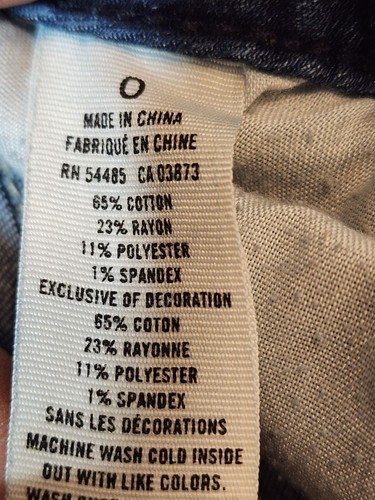 0
MADE IN CHINA
FABRIQUÉ EN CHINE
RN 54485 CA 03873
65% COTTON
23% RAYON
11% POLYESTER
1% SPANDEX
EXCLUSIVE OF DECORATION
65% COTON
23% RAYONNE
11% POLYESTER
1% SPANDEX
SANS LES DÉCORATIONS
MACHINE WASH COLD INSIDE
OUT WITH LIKE COLORS.
WASH